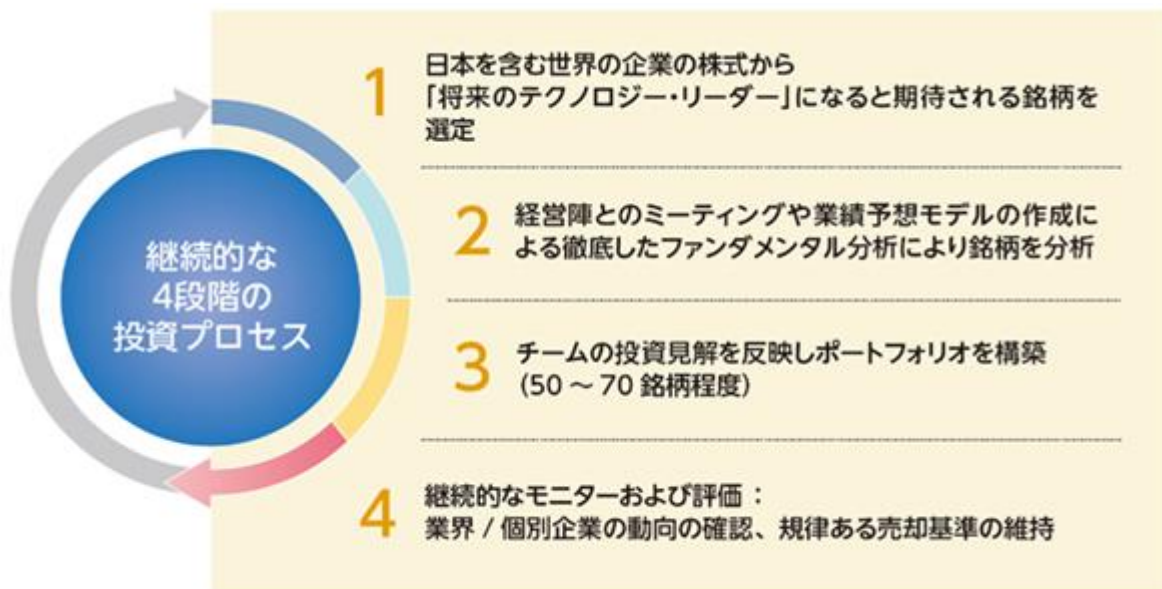 継続的な
4段階の
投資プロセス
1
日本を含む世界の企業の株式から
「将来のテクノロジー・リーダー」になると期待される銘柄を
選定
2
経営陣とのミーティングや業績予想モデルの作成に
よる徹底したファンダメンタル分析により銘柄を分析
3
チームの投資見解を反映しポートフォリオを構築
(50 ～ 70 銘柄程度)
4
継続的なモニターおよび評価：
業界 / 個別企業の動向の確認、規律ある売却基準の維持